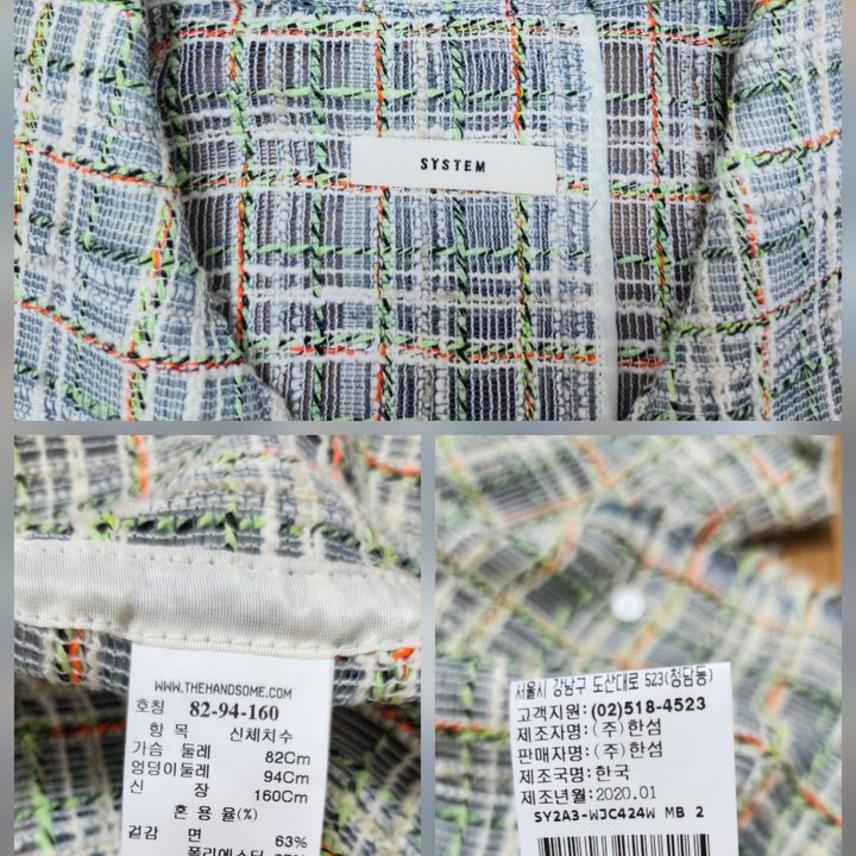 SYSTEM
WWW.THEHANDSOME.COM
호칭 82-94-160
항 목 신체치수
가슴 둘레 82Cm
엉덩이둘레 94Cm
신 장 160Cm
혼 용 율(%)
겉감 면 63%
서울시 강남구 도산대로 523(청담동)
고객지원: (02)518-4523
제조자명: (주)한섬
판매자명: (주)한섬
제조국명: 한국
제조년월: 2020.01
SY2A3-WJC424W MB 2